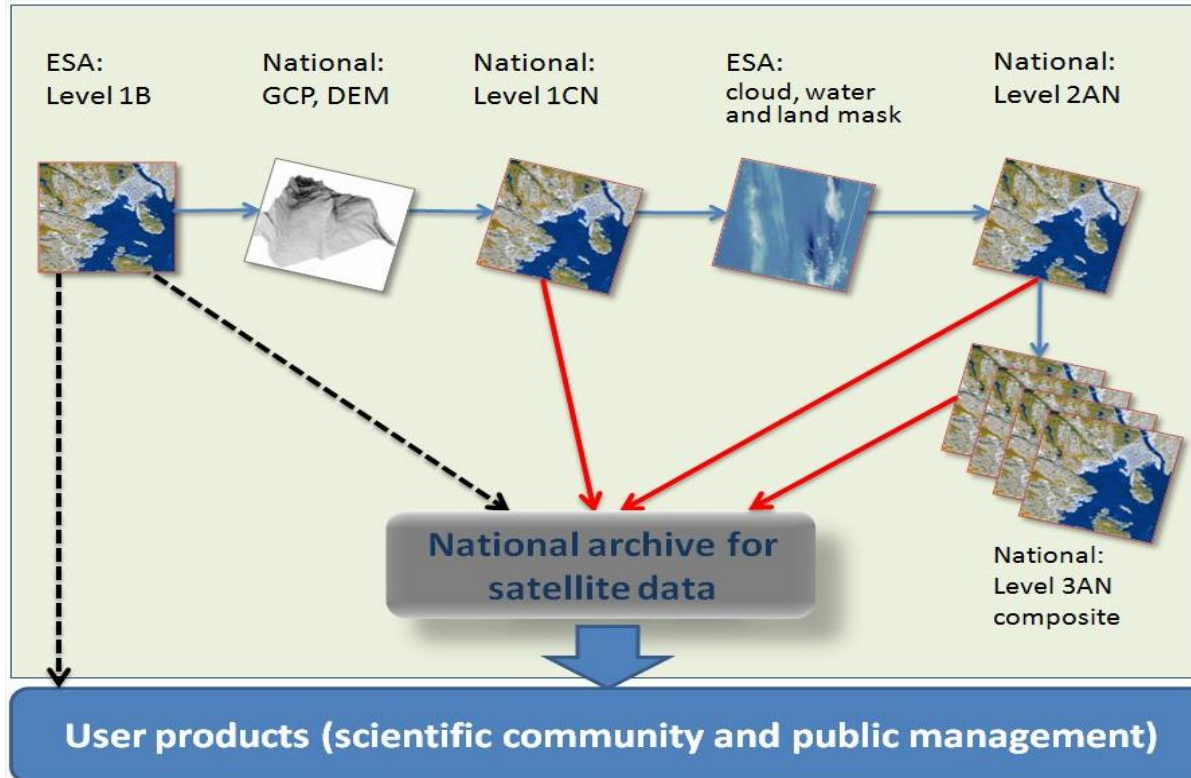 ESA:
Level 1B
National:
GCP, DEM
National:
Level 1CN
ESA:
cloud, water
and land mask
National:
Level 2AN
National archive for
satellite data
National:
Level 3AN
composite
User products (scientific community and public management)